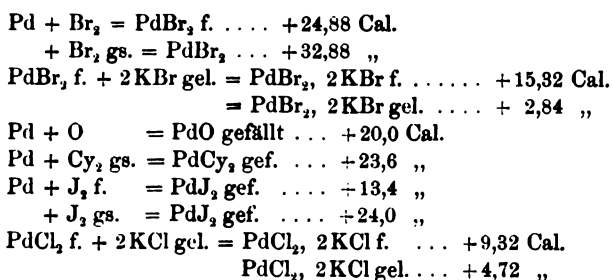 Pd + Br₂ = PdBr₂ f. .... +24,88 Cal.
+ Br₂ gs. = PdBr₂ ... +32,88 „
PdBr₂ f. + 2KBr gel. = PdBr₂, 2KBr f. ...... +15,32 Cal.
= PdBr₂, 2KBr gel. .... + 2,84 „
Pd + O = PdO gefällt ... +20,0 Cal.
Pd + Cy₂ gs. = PdCy₂ gef. ... +23,6 „
Pd + J₂ f. = PdJ₂ gef. .... +13,4 „
+ J₂ gs. = PdJ₂ gef. .... +24,0 „
PdCl₂ f. + 2KCl gel. = PdCl₂, 2KCl f. ... +9,32 Cal.
PdCl₂, 2KCl gel. ... +4,72 „